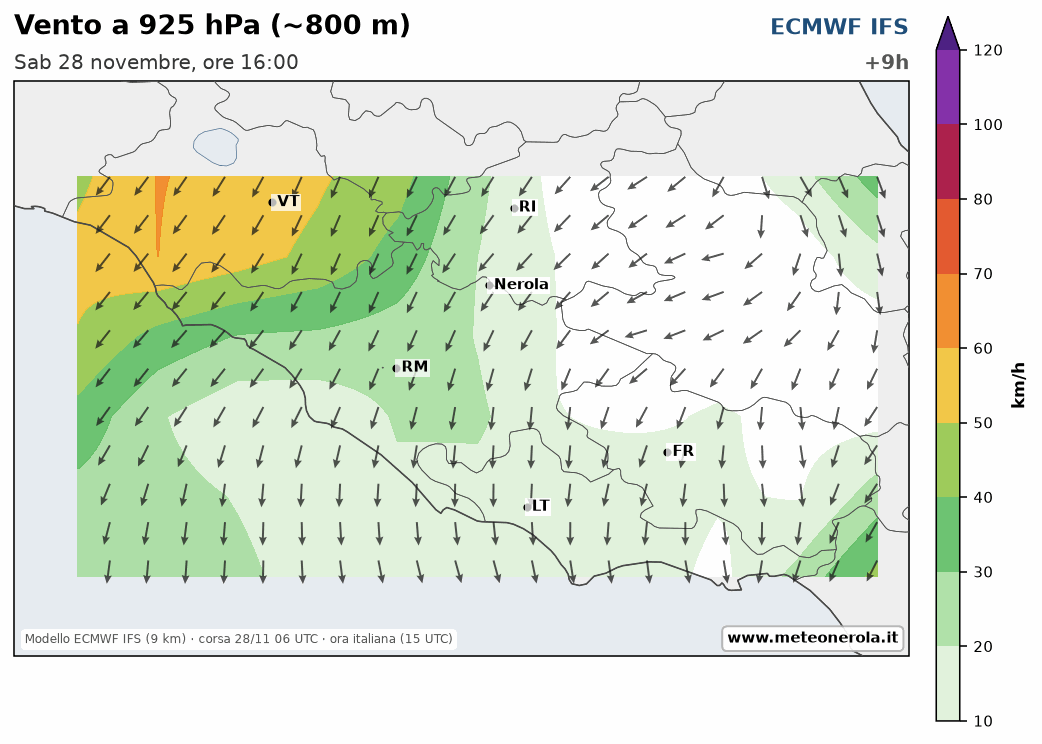 Vento a 925 hPa (~800 m)
ECMWF IFS
Sab 28 novembre, ore 16:00
+9h
VT
RI
Nerola
RM
FR
LT
120
100
80
70
60
50
40
30
20
10
km/h
Modello ECMWF IFS (9 km) · corsa 28/11 06 UTC · ora italiana (15 UTC)
www.meteonerola.it